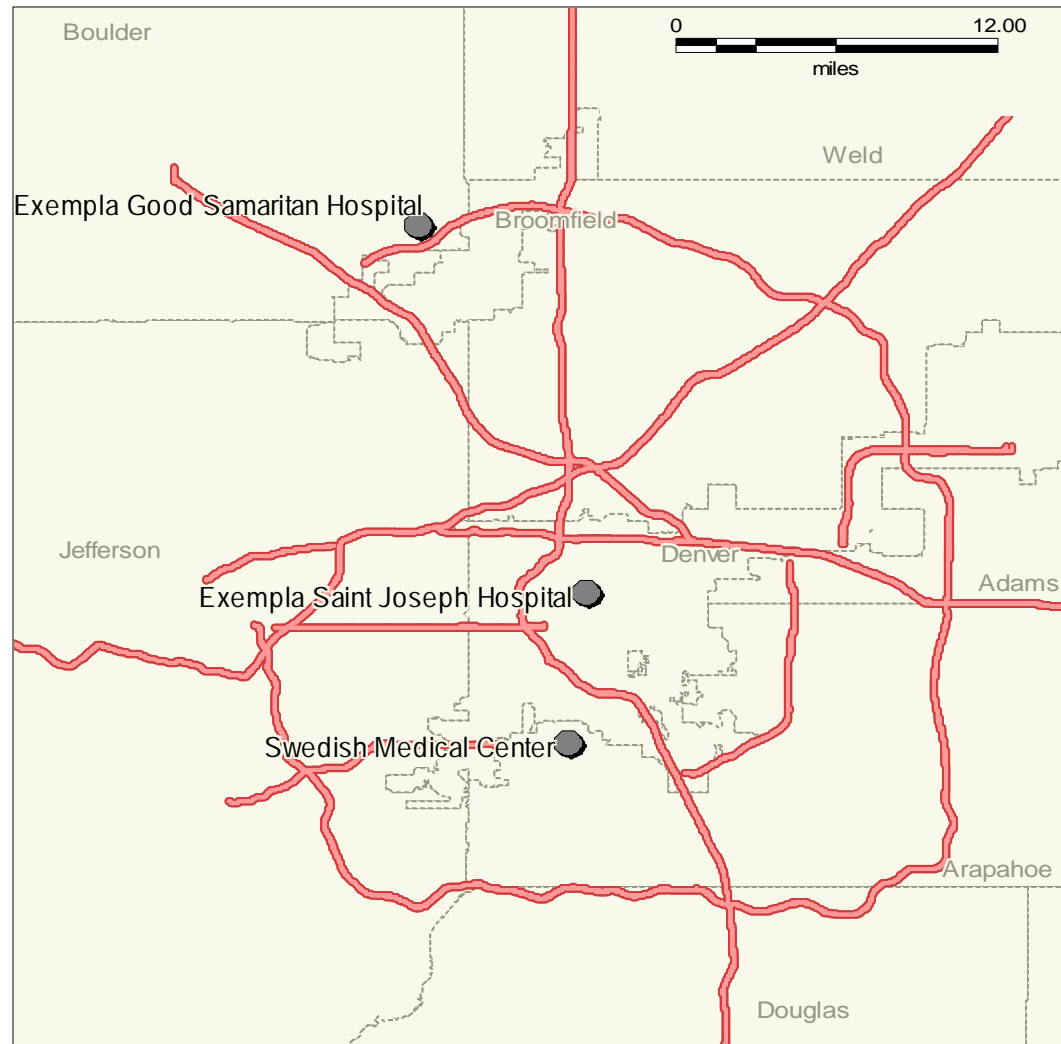 Boulder
0 12.00
miles
Weld
Exempla Good Samaritan Hospital
Broomfield
Jefferson
Denver
Adams
Exempla Saint Joseph Hospital
Swedish Medical Center
Arapahoe
Douglas